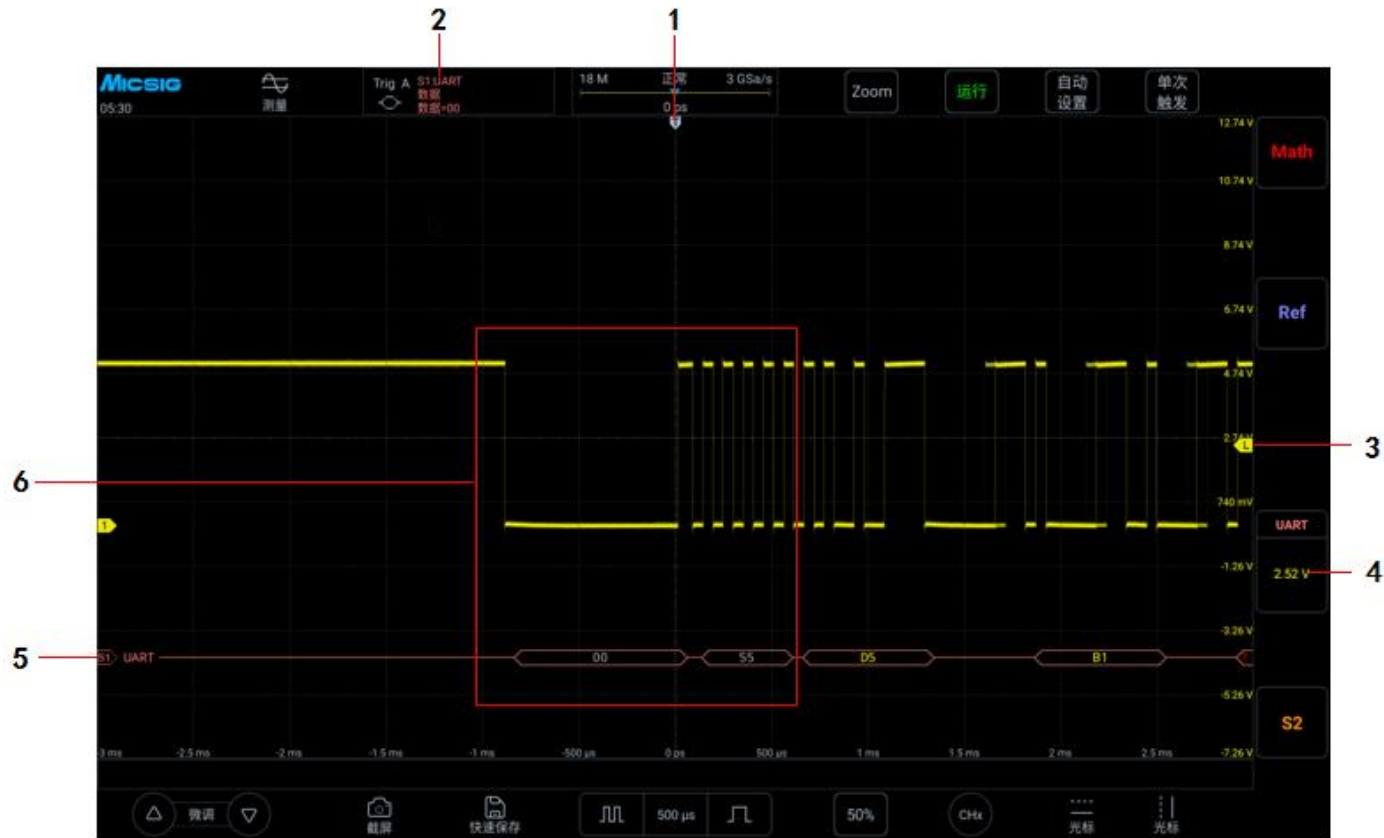 2
1
MICSIG
05:30
测量
Trig A
S1:UART
数据
数据=00
18 M
正常
3 GSa/s
0 ps
Zoom
运行
自动
设置
单次
触发
T
12.74 V
10.74 V
8.74 V
6.74 V
4.74 V
2.74 V
740 mV
-1.26 V
-3.26 V
-5.26 V
-7.26 V
Math
Ref
L
3
UART
2.52 V
4
S2
6
1
5
S1 UART
00
55
D5
B1
-3 ms
-2.5 ms
-2 ms
-1.5 ms
-1 ms
-500 μs
0 ps
500 μs
1 ms
1.5 ms
2 ms
2.5 ms
微调
截屏
快速保存
500 μs
50%
CHx
光标
光标